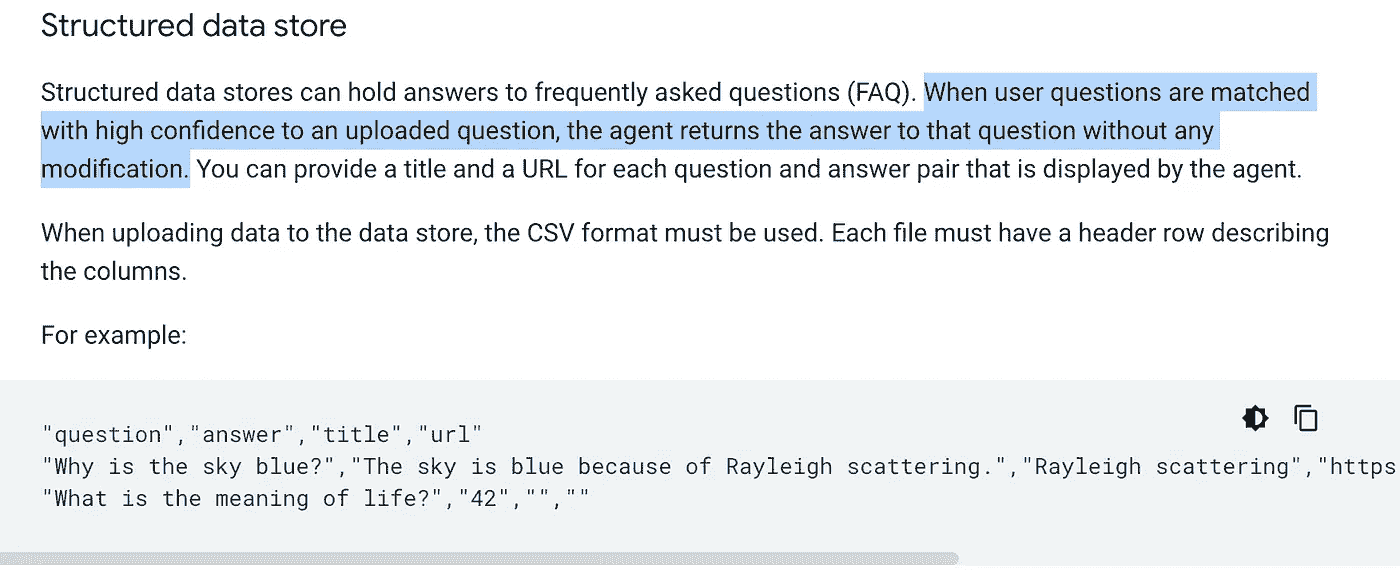 Structured data store
Structured data stores can hold answers to frequently asked questions (FAQ). When user questions are matched
with high confidence to an uploaded question, the agent returns the answer to that question without any
modification. You can provide a title and a URL for each question and answer pair that is displayed by the agent.
When uploading data to the data store, the CSV format must be used. Each file must have a header row describing
the columns.
For example:
"question","answer","title","url"
"Why is the sky blue?","The sky is blue because of Rayleigh scattering.","Rayleigh scattering","https
"What is the meaning of life?","42","",""